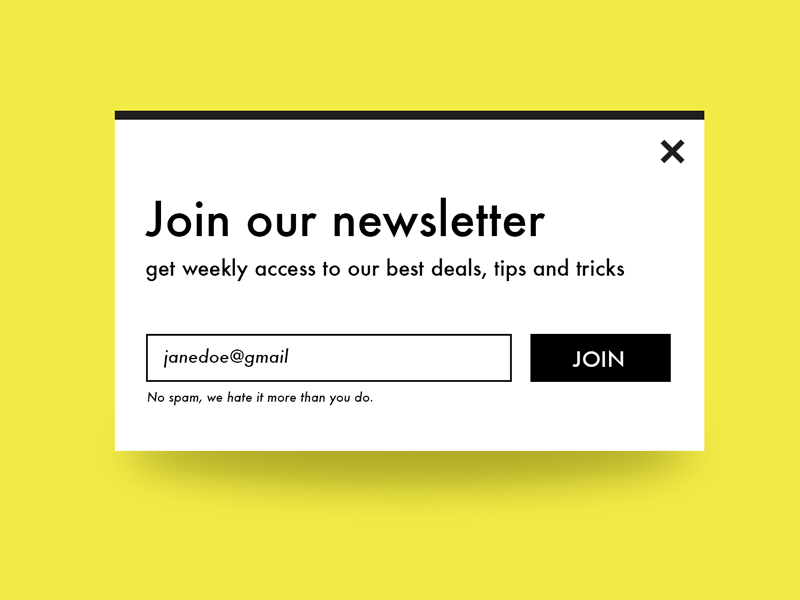 Join our newsletter
get weekly access to our best deals, tips and tricks
janedoe@gmail
JOIN
No spam, we hate it more than you do.